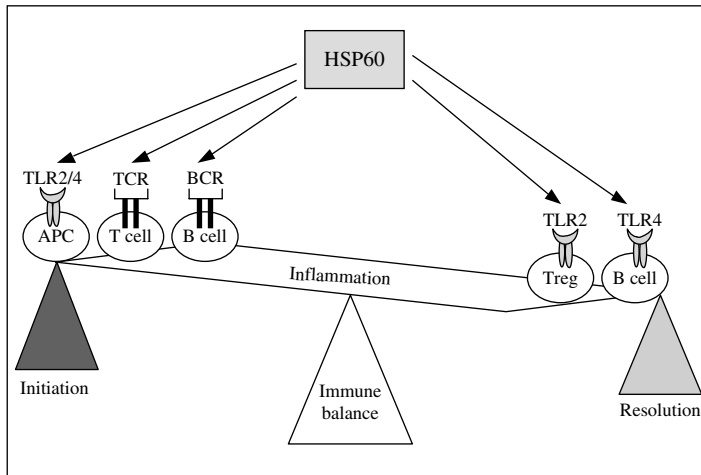 HSP60
TLR2/4
TCR
BCR
TLR2
TLR4
APC
T cell
B cell
Treg
B cell
Inflammation
Initiation
Immune
balance
Resolution